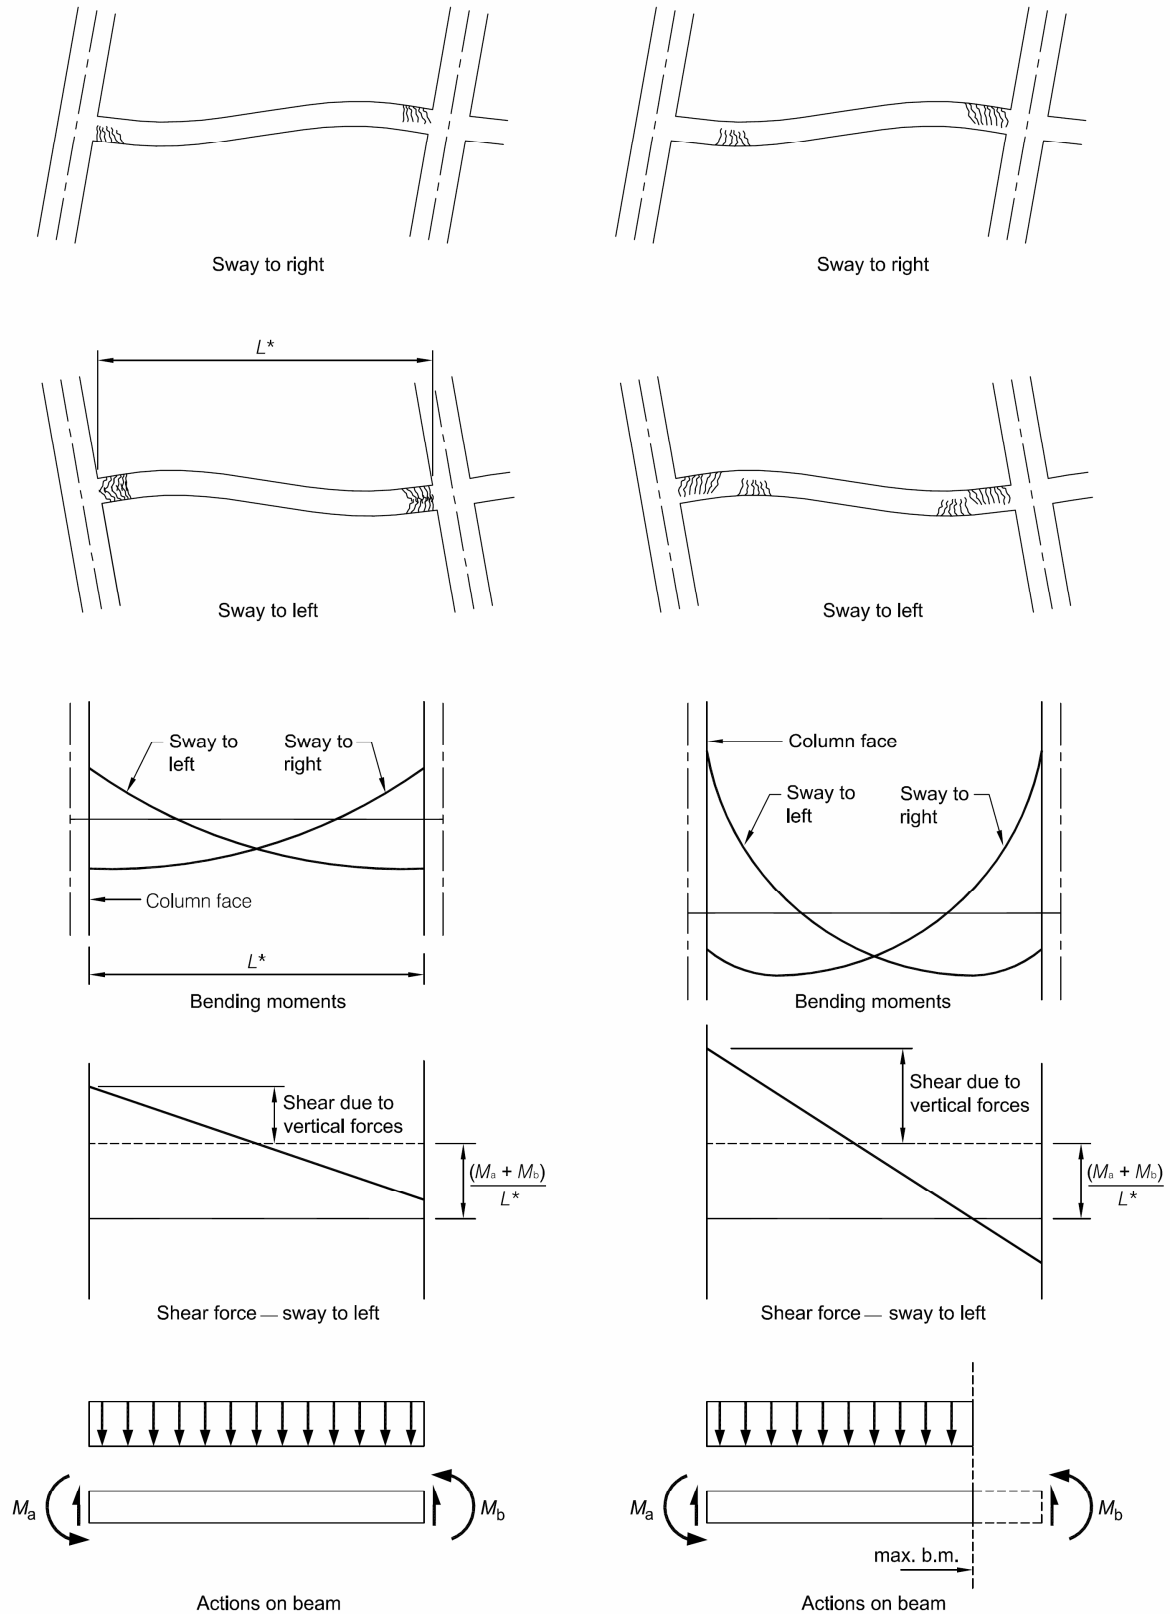 Sway to right
Sway to right
L*
Sway to left
Sway to left
Sway to
left
Sway to
right
Column face
L*
Bending moments
Column face
Sway to
left
Sway to
right
Bending moments
Shear due to
vertical forces
(Ma + Mb)
L*
Shear force — sway to left
Shear due to
vertical forces
(Ma + Mb)
L*
Shear force — sway to left
Ma
Mb
Actions on beam
Ma
Mb
max. b.m.
Actions on beam